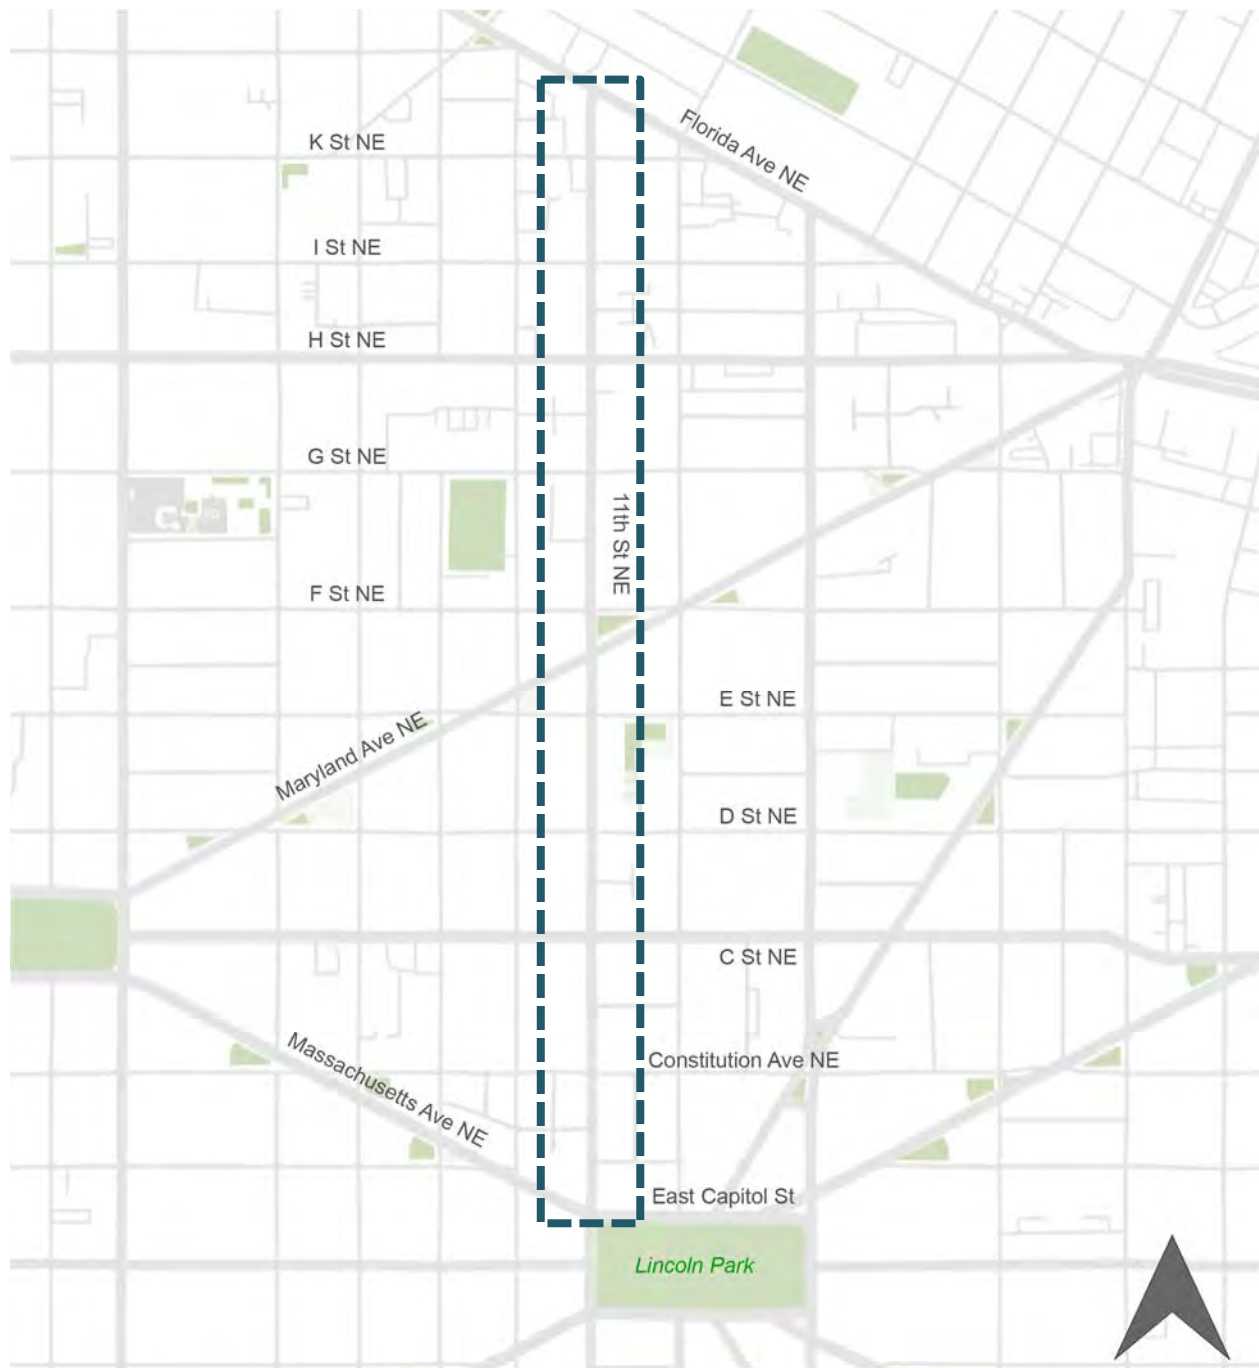 Florida Ave NE
K St NE
I St NE
H St NE
G St NE
11th St NE
F St NE
E St NE
Maryland Ave NE
D St NE
C St NE
Massachusetts Ave NE
Constitution Ave NE
East Capitol St
Lincoln Park